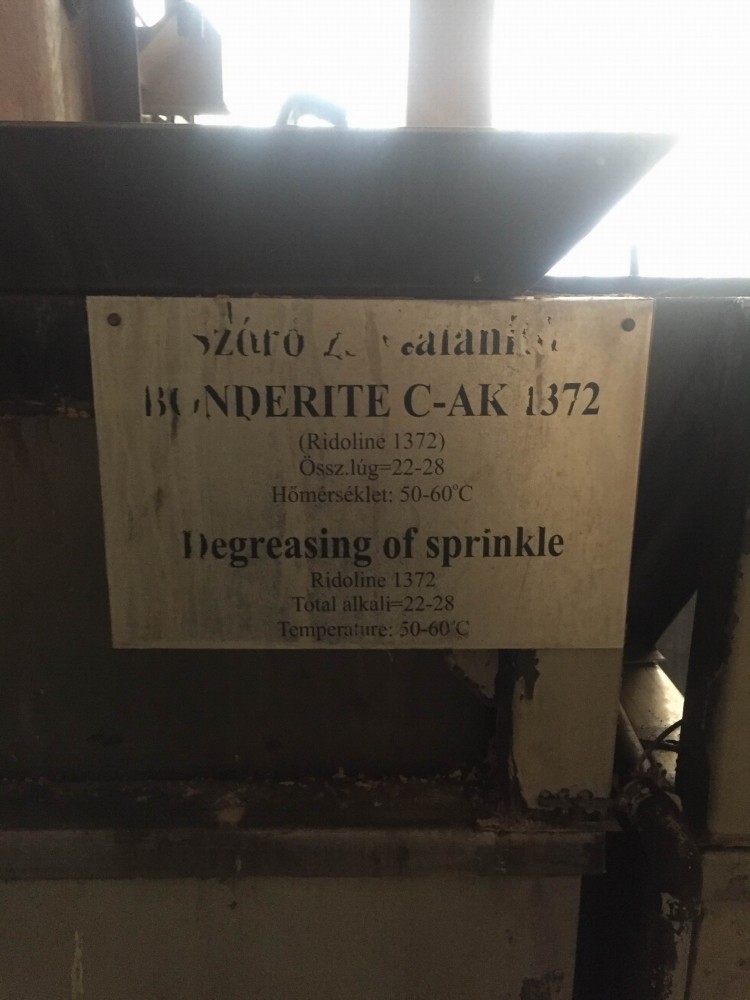 Szóró
BONDERITE C-AK 1372
(Ridoline 1372)
Össz.lúg=22-28
Hőmérséklet: 50-60°C
Degreasing of sprinkle
Ridoline 1372
Total alkali=22-28
Temperature: 50-60°C